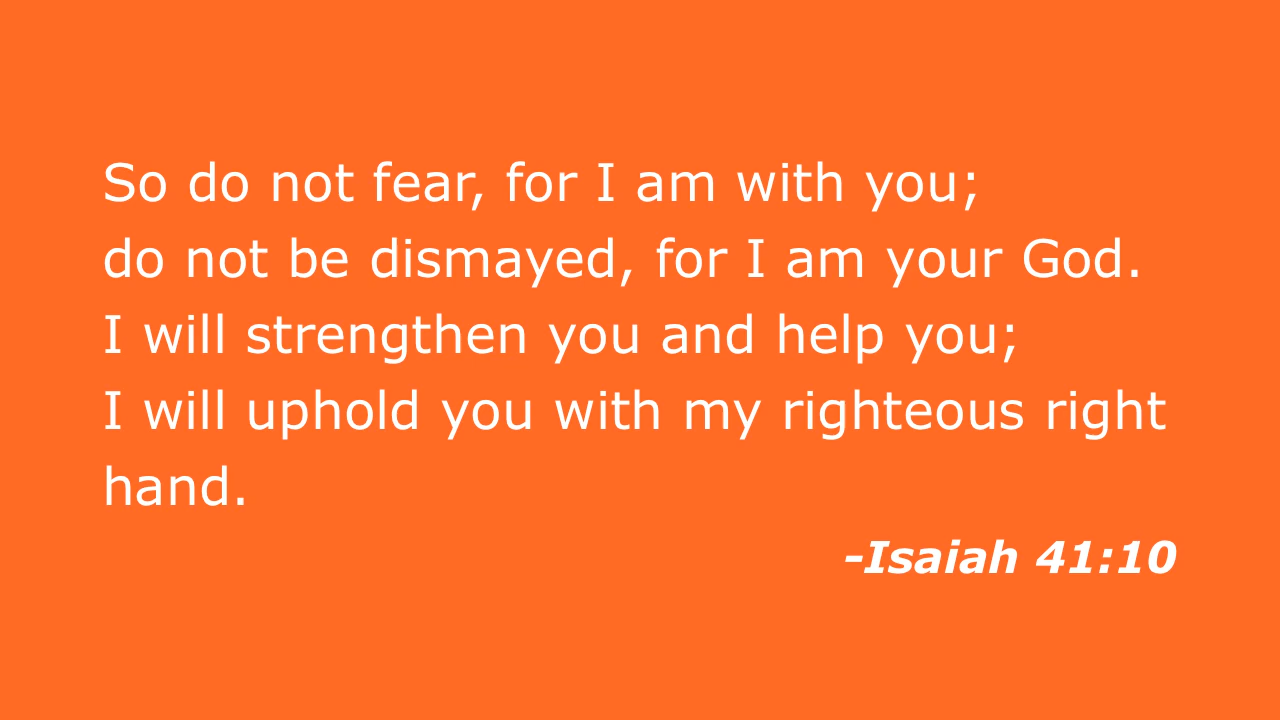 So do not fear, for I am with you;
do not be dismayed, for I am your God.
I will strengthen you and help you;
I will uphold you with my righteous right
hand.
-Isaiah 41:10